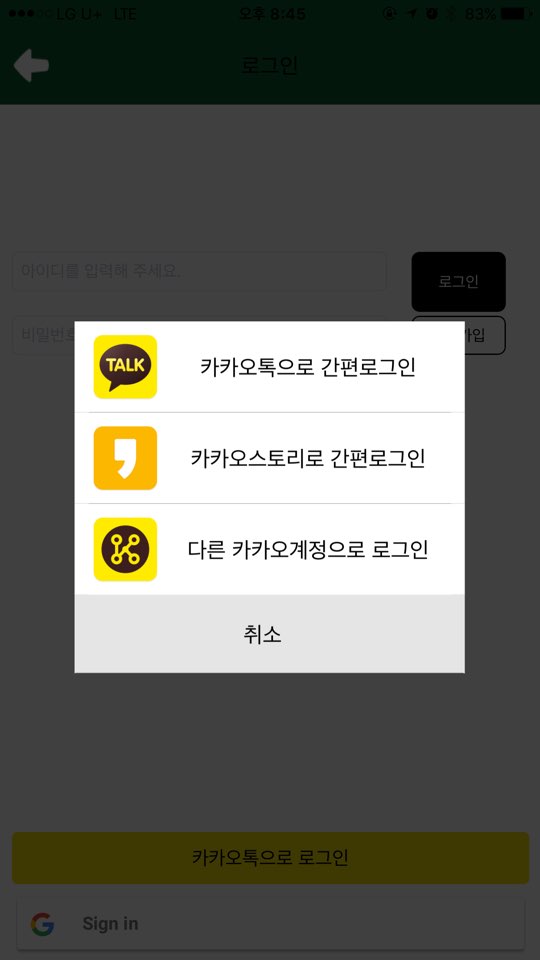 LG U+ LTE 오후 8:45 83%
로그인
아이디를 입력해 주세요.
로그인
비밀번호
가입
TALK
카카오톡으로 간편로그인
카카오스토리로 간편로그인
다른 카카오계정으로 로그인
취소
카카오톡으로 로그인
G Sign in